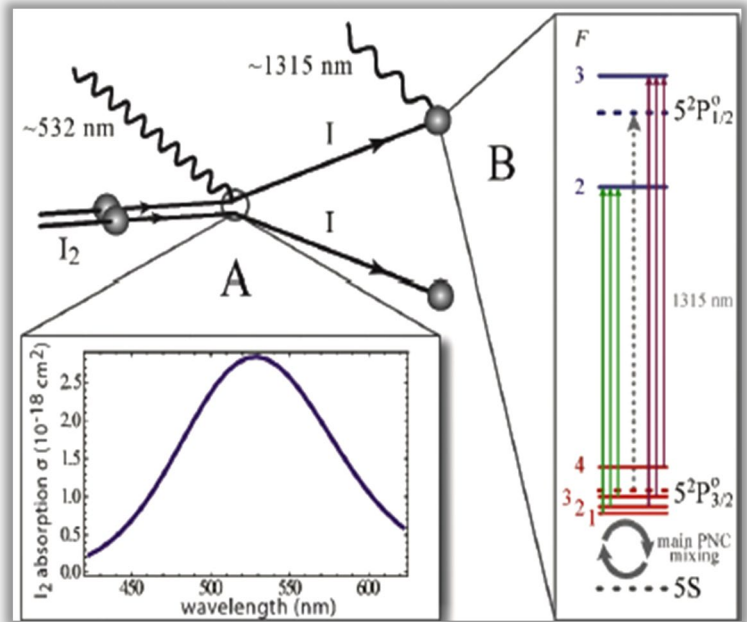 ~532 nm
~1315 nm
I
I
I₂
A
B
I₂ absorption σ (10⁻¹⁸ cm²)
2.5
2.0
1.5
1.0
0.5
0.0
450
500
550
600
wavelength (nm)
F
3
5²P°₁/₂
2
1315 nm
4
5²P°₃/₂
3
2
1
main PNC
mixing
5S